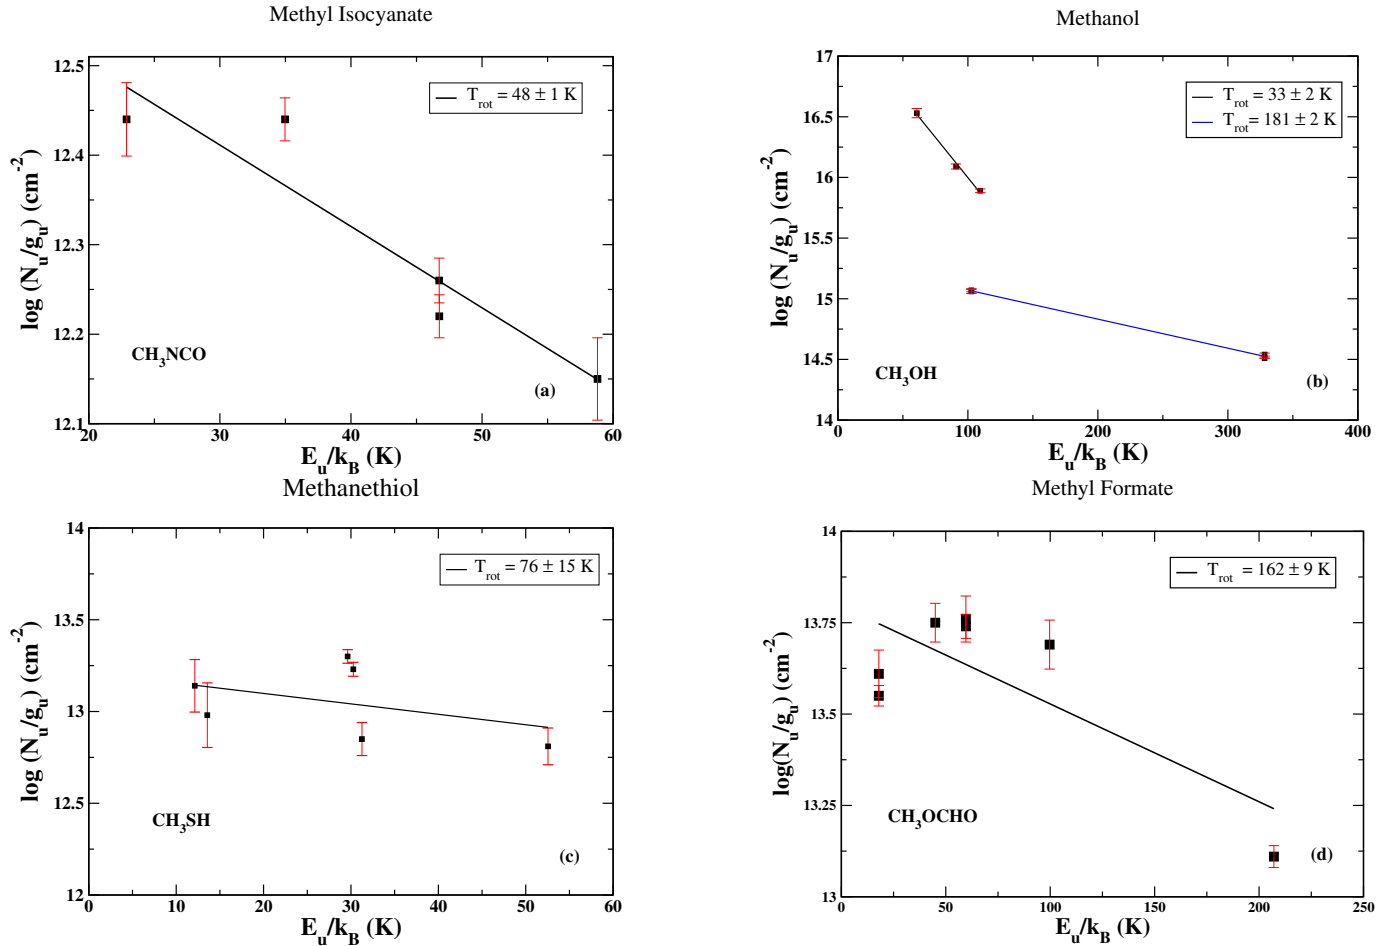 Methyl Isocyanate
12.5
12.4
12.3
12.2
12.1
log (N_u/g_u) (cm^-2)
T_rot = 48 ± 1 K
CH_3NCO
(a)
20 30 40 50 60
E_u/k_B (K)
Methanol
17
16.5
16
15.5
15
14.5
14
log (N_u/g_u) (cm^-2)
T_rot = 33 ± 2 K
T_rot = 181 ± 2 K
CH_3OH
(b)
0 100 200 300 400
E_u/k_B (K)
Methanethiol
14
13.5
13
12.5
12
log (N_u/g_u) (cm^-2)
T_rot = 76 ± 15 K
CH_3SH
(c)
0 10 20 30 40 50 60
E_u/k_B (K)
Methyl Formate
14
13.75
13.5
13.25
13
log(N_u/g_u) (cm^-2)
T_rot = 162 ± 9 K
CH_3OCHO
(d)
0 50 100 150 200 250
E_u/k_B (K)